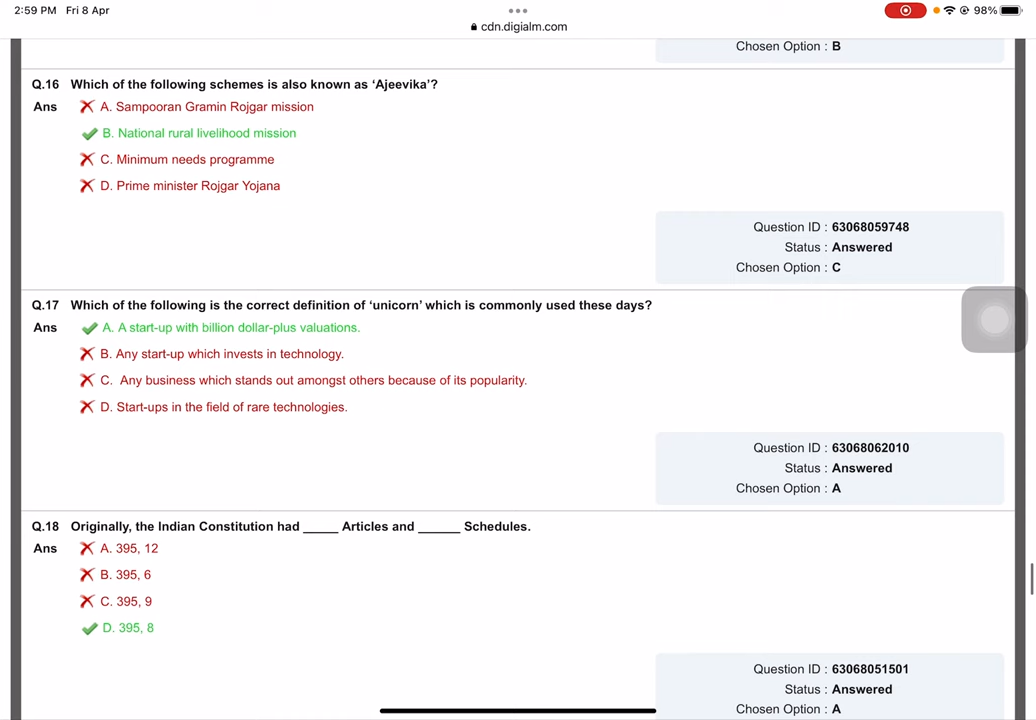 2:59 PM Fri 8 Apr
98%
cdn.digialm.com
Chosen Option : B
Q.16 Which of the following schemes is also known as ‘Ajeevika’?
Ans A. Sampooran Gramin Rojgar mission
B. National rural livelihood mission
C. Minimum needs programme
D. Prime minister Rojgar Yojana
Question ID : 63068059748
Status : Answered
Chosen Option : C
Q.17 Which of the following is the correct definition of ‘unicorn’ which is commonly used these days?
Ans A. A start-up with billion dollar-plus valuations.
B. Any start-up which invests in technology.
C. Any business which stands out amongst others because of its popularity.
D. Start-ups in the field of rare technologies.
Question ID : 63068062010
Status : Answered
Chosen Option : A
Q.18 Originally, the Indian Constitution had _____ Articles and ______ Schedules.
Ans A. 395, 12
B. 395, 6
C. 395, 9
D. 395, 8
Question ID : 63068051501
Status : Answered
Chosen Option : A